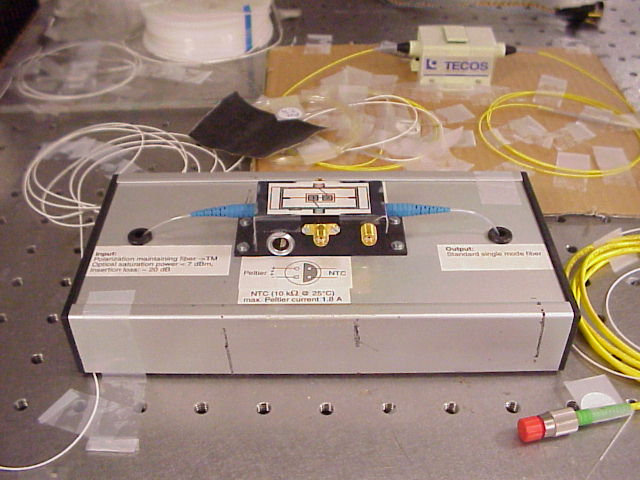 TECOS
Input:
Polarization maintaining fiber ->TM
Optical saturation power < 7 dBm,
Insertion loss: ~ 20 dB
Output:
Standard single mode fiber
Peltier
NTC
NTC (10 kΩ @ 25°C)
max. Peltier current 1.8 A